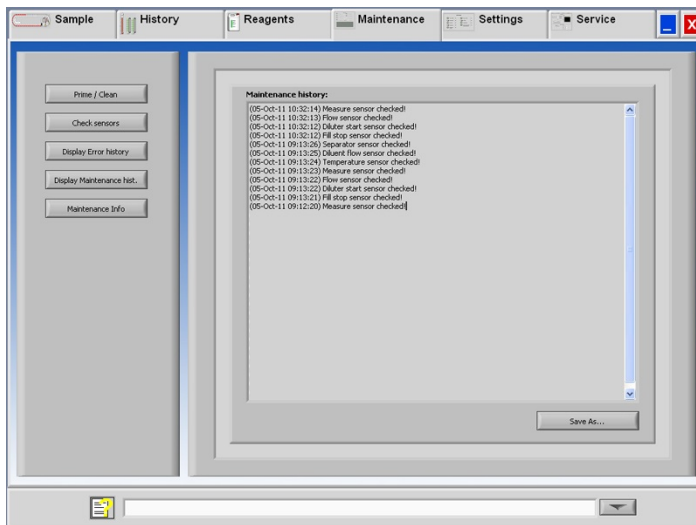 Sample
History
Reagents
Maintenance
Settings
Service
Prime / Clean
Check sensors
Display Error history
Display Maintenance hist.
Maintenance Info
Maintenance history:
(05-Oct-11 10:32:14) Measure sensor checked!
(05-Oct-11 10:32:13) Flow sensor checked!
(05-Oct-11 10:32:12) Diluter start sensor checked!
(05-Oct-11 10:32:12) Fill stop sensor checked!
(05-Oct-11 09:13:26) Separator sensor checked!
(05-Oct-11 09:13:25) Diluent flow sensor checked!
(05-Oct-11 09:13:24) Temperature sensor checked!
(05-Oct-11 09:13:23) Measure sensor checked!
(05-Oct-11 09:13:22) Flow sensor checked!
(05-Oct-11 09:13:22) Diluter start sensor checked!
(05-Oct-11 09:13:21) Fill stop sensor checked!
(05-Oct-11 09:12:20) Measure sensor checked!
Save As...